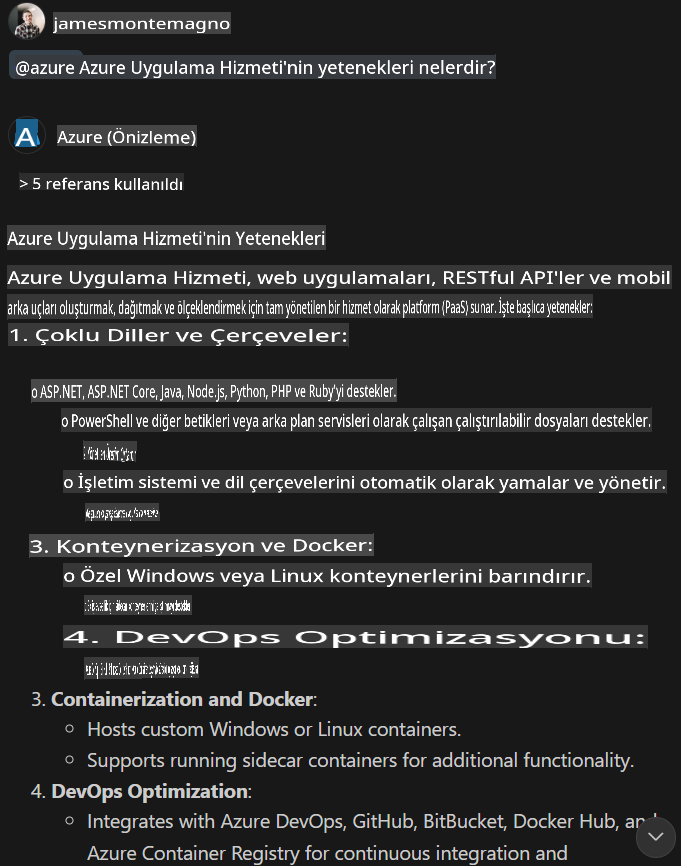 jamesmontemagno
@azure Azure Uygulama Hizmeti'nin yetenekleri nelerdir?
A
Azure (Önizleme)
> 5 referans kullanıldı
Azure Uygulama Hizmeti'nin Yetenekleri
Azure Uygulama Hizmeti, web uygulamaları, RESTful API'ler ve mobil
arka uçları oluşturmak, dağıtmak ve ölçeklendirmek için tam yönetilen bir hizmet olarak platform (PaaS) sunar. İşte başlıca yetenekler:
1. Çoklu Diller ve Çerçeveler:
o ASP.NET, ASP.NET Core, Java, Node.js, Python, PHP ve Ruby'yi destekler.
o PowerShell ve diğer betikleri veya arka plan servisleri olarak çalışan çalıştırılabilir dosyaları destekler.
o İşletim sistemi ve dil çerçevelerini otomatik olarak yamalar ve yönetir.
3. Konteynerizasyon ve Docker:
o Özel Windows veya Linux konteynerlerini barındırır.
4. DevOps Optimizasyonu:
3. Containerization and Docker:
○ Hosts custom Windows or Linux containers.
○ Supports running sidecar containers for additional functionality.
4. DevOps Optimization:
○ Integrates with Azure DevOps, GitHub, BitBucket, Docker Hub, and
Azure Container Registry for continuous integration and